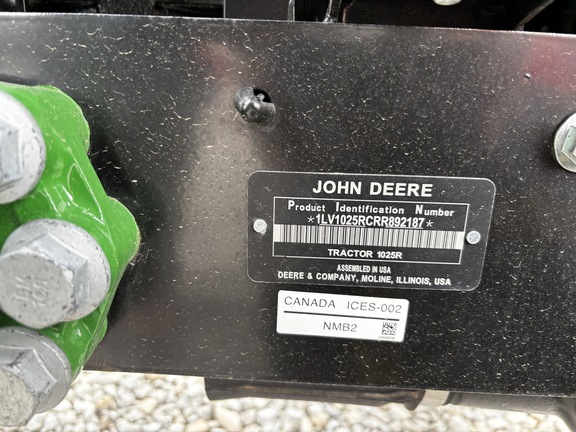 JOHN DEERE
Product Identification Number
*1LV1025RCRR892187*
TRACTOR 1025R
ASSEMBLED IN USA
DEERE & COMPANY, MOLINE, ILLINOIS, USA
CANADA ICES-002
NMB2